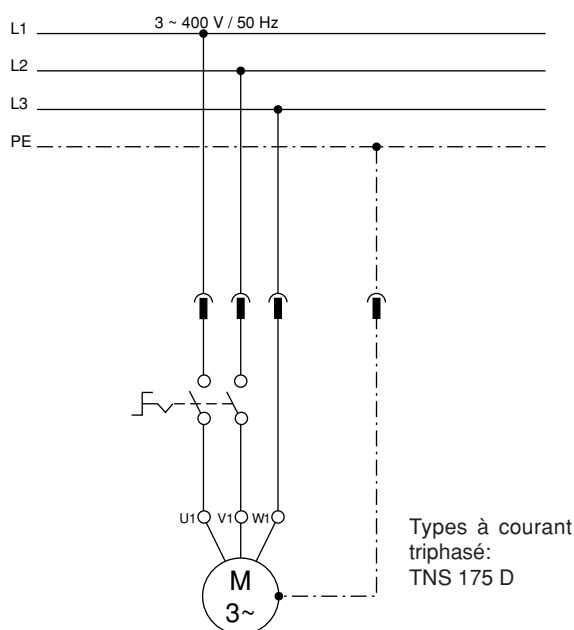 3 ~ 400 V / 50 Hz
L1
L2
L3
PE
U1 V1 W1
M
3~
Types à courant
triphasé:
TNS 175 D